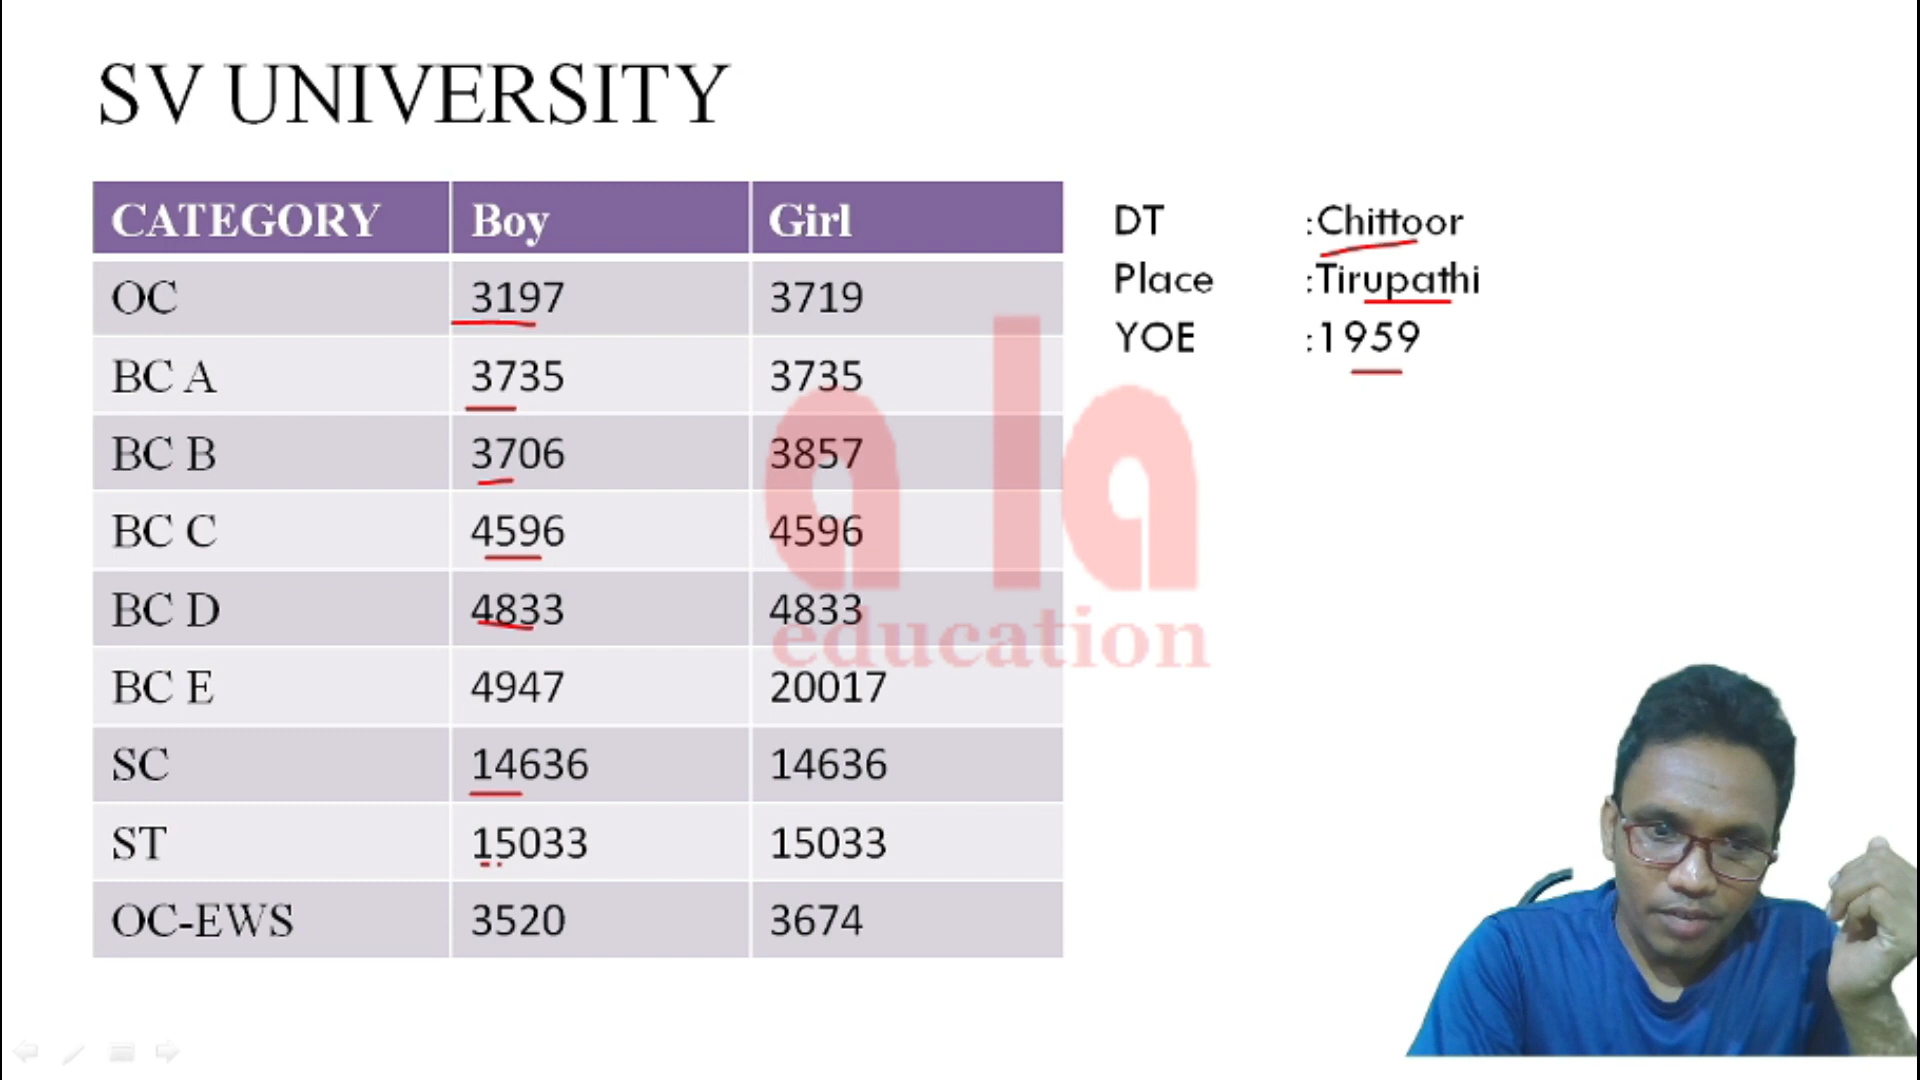 SV UNIVERSITY
CATEGORY Boy Girl
OC 3197 3719
BC A 3735 3735
BC B 3706 3857
BC C 4596 4596
BC D 4833 4833
BC E 4947 20017
SC 14636 14636
ST 15033 15033
OC-EWS 3520 3674
DT :Chittoor
Place :Tirupathi
YOE :1959
a la
education